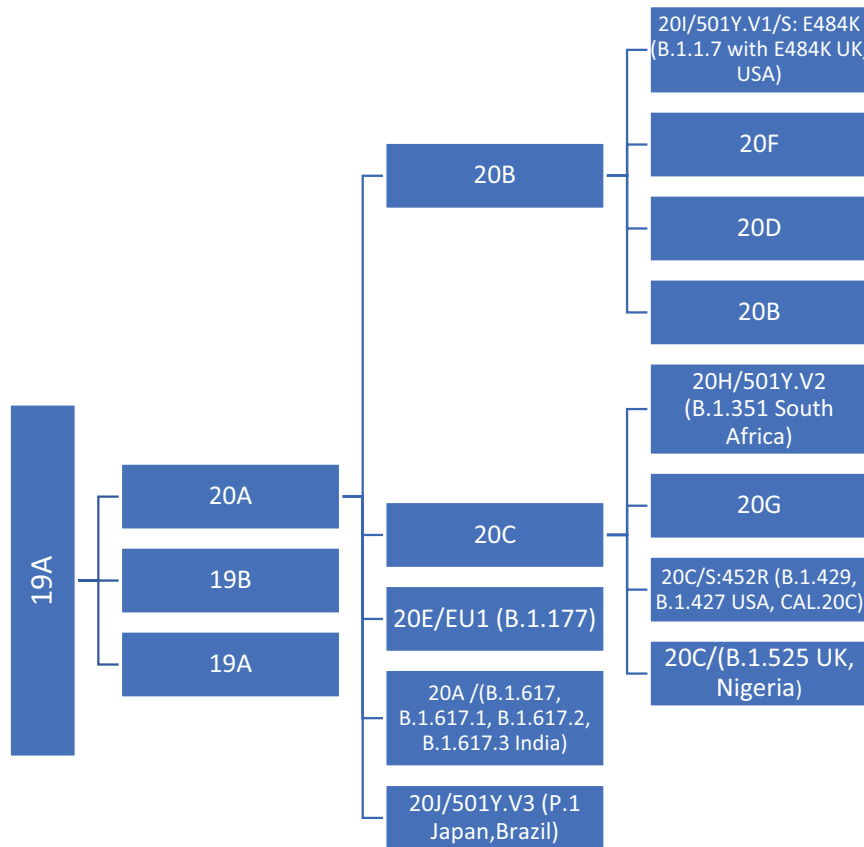 19A
20A
19B
19A
20B
20C
20E/EU1 (B.1.177)
20A /(B.1.617,
B.1.617.1, B.1.617.2,
B.1.617.3 India)
20J/501Y.V3 (P.1
Japan,Brazil)
20I/501Y.V1/S: E484K
(B.1.1.7 with E484K UK,
USA)
20F
20D
20B
20H/501Y.V2
(B.1.351 South
Africa)
20G
20C/S:452R (B.1.429,
B.1.427 USA, CAL.20C)
20C/(B.1.525 UK,
Nigeria)